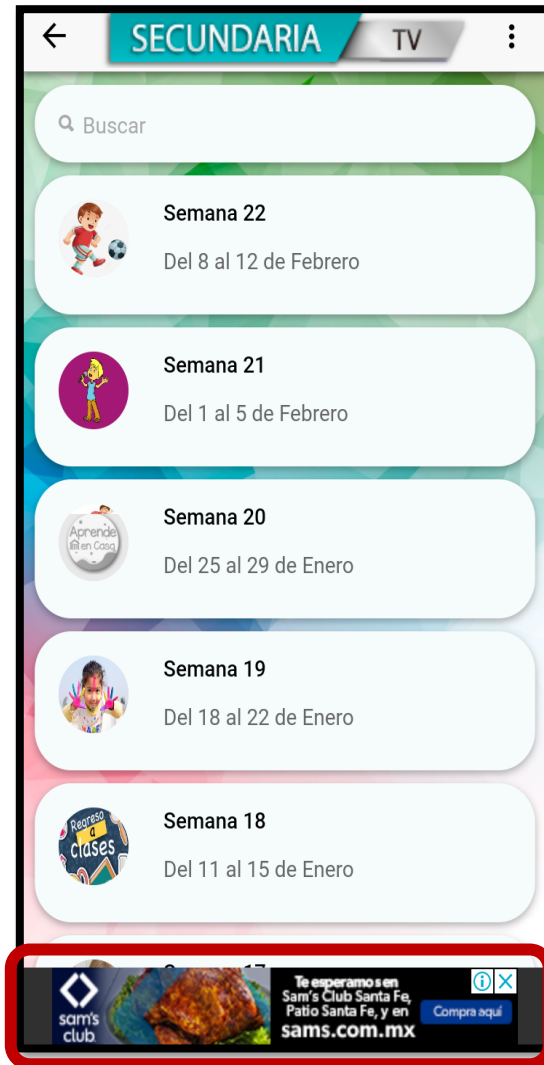 SECUNDARIA TV
Buscar
Semana 22
Del 8 al 12 de Febrero
Semana 21
Del 1 al 5 de Febrero
Aprende
en Casa
Semana 20
Del 25 al 29 de Enero
Semana 19
Del 18 al 22 de Enero
Regreso
a
clases
Semana 18
Del 11 al 15 de Enero
sam's
club
Te esperamos en
Sam's Club Santa Fe,
Patio Santa Fe, y en
sams.com.mx
Compra aquí